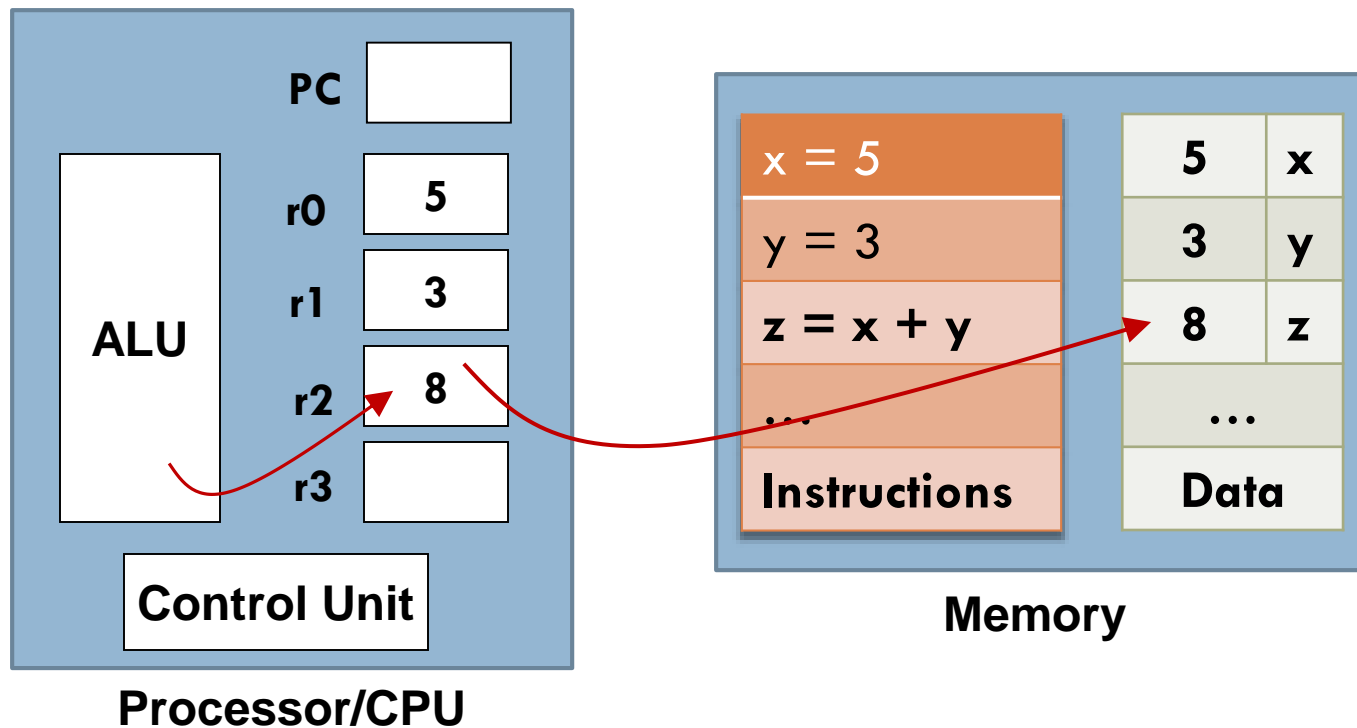 PC
r0 5
r1 3
r2 8
r3
ALU
Control Unit
Processor/CPU
x = 5
y = 3
z = x + y
...
Instructions
5 x
3 y
8 z
...
Data
Memory